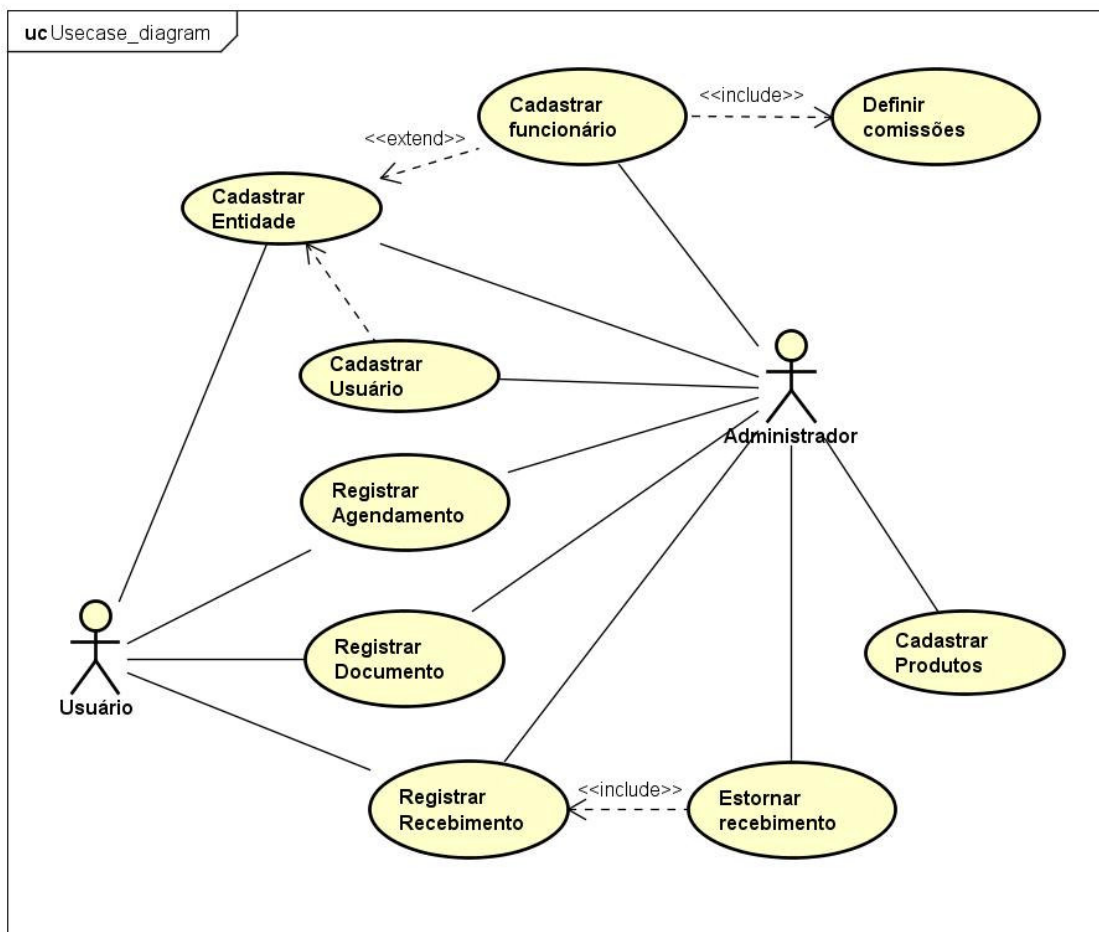 uc Usecase_diagram
Cadastrar
funcionário
<<include>>
Definir
comissões
<<extend>>
Cadastrar
Entidade
Cadastrar
Usuário
Administrador
Registrar
Agendamento
Usuário
Registrar
Documento
Cadastrar
Produtos
Registrar
Recebimento
<<include>>
Estornar
recebimento